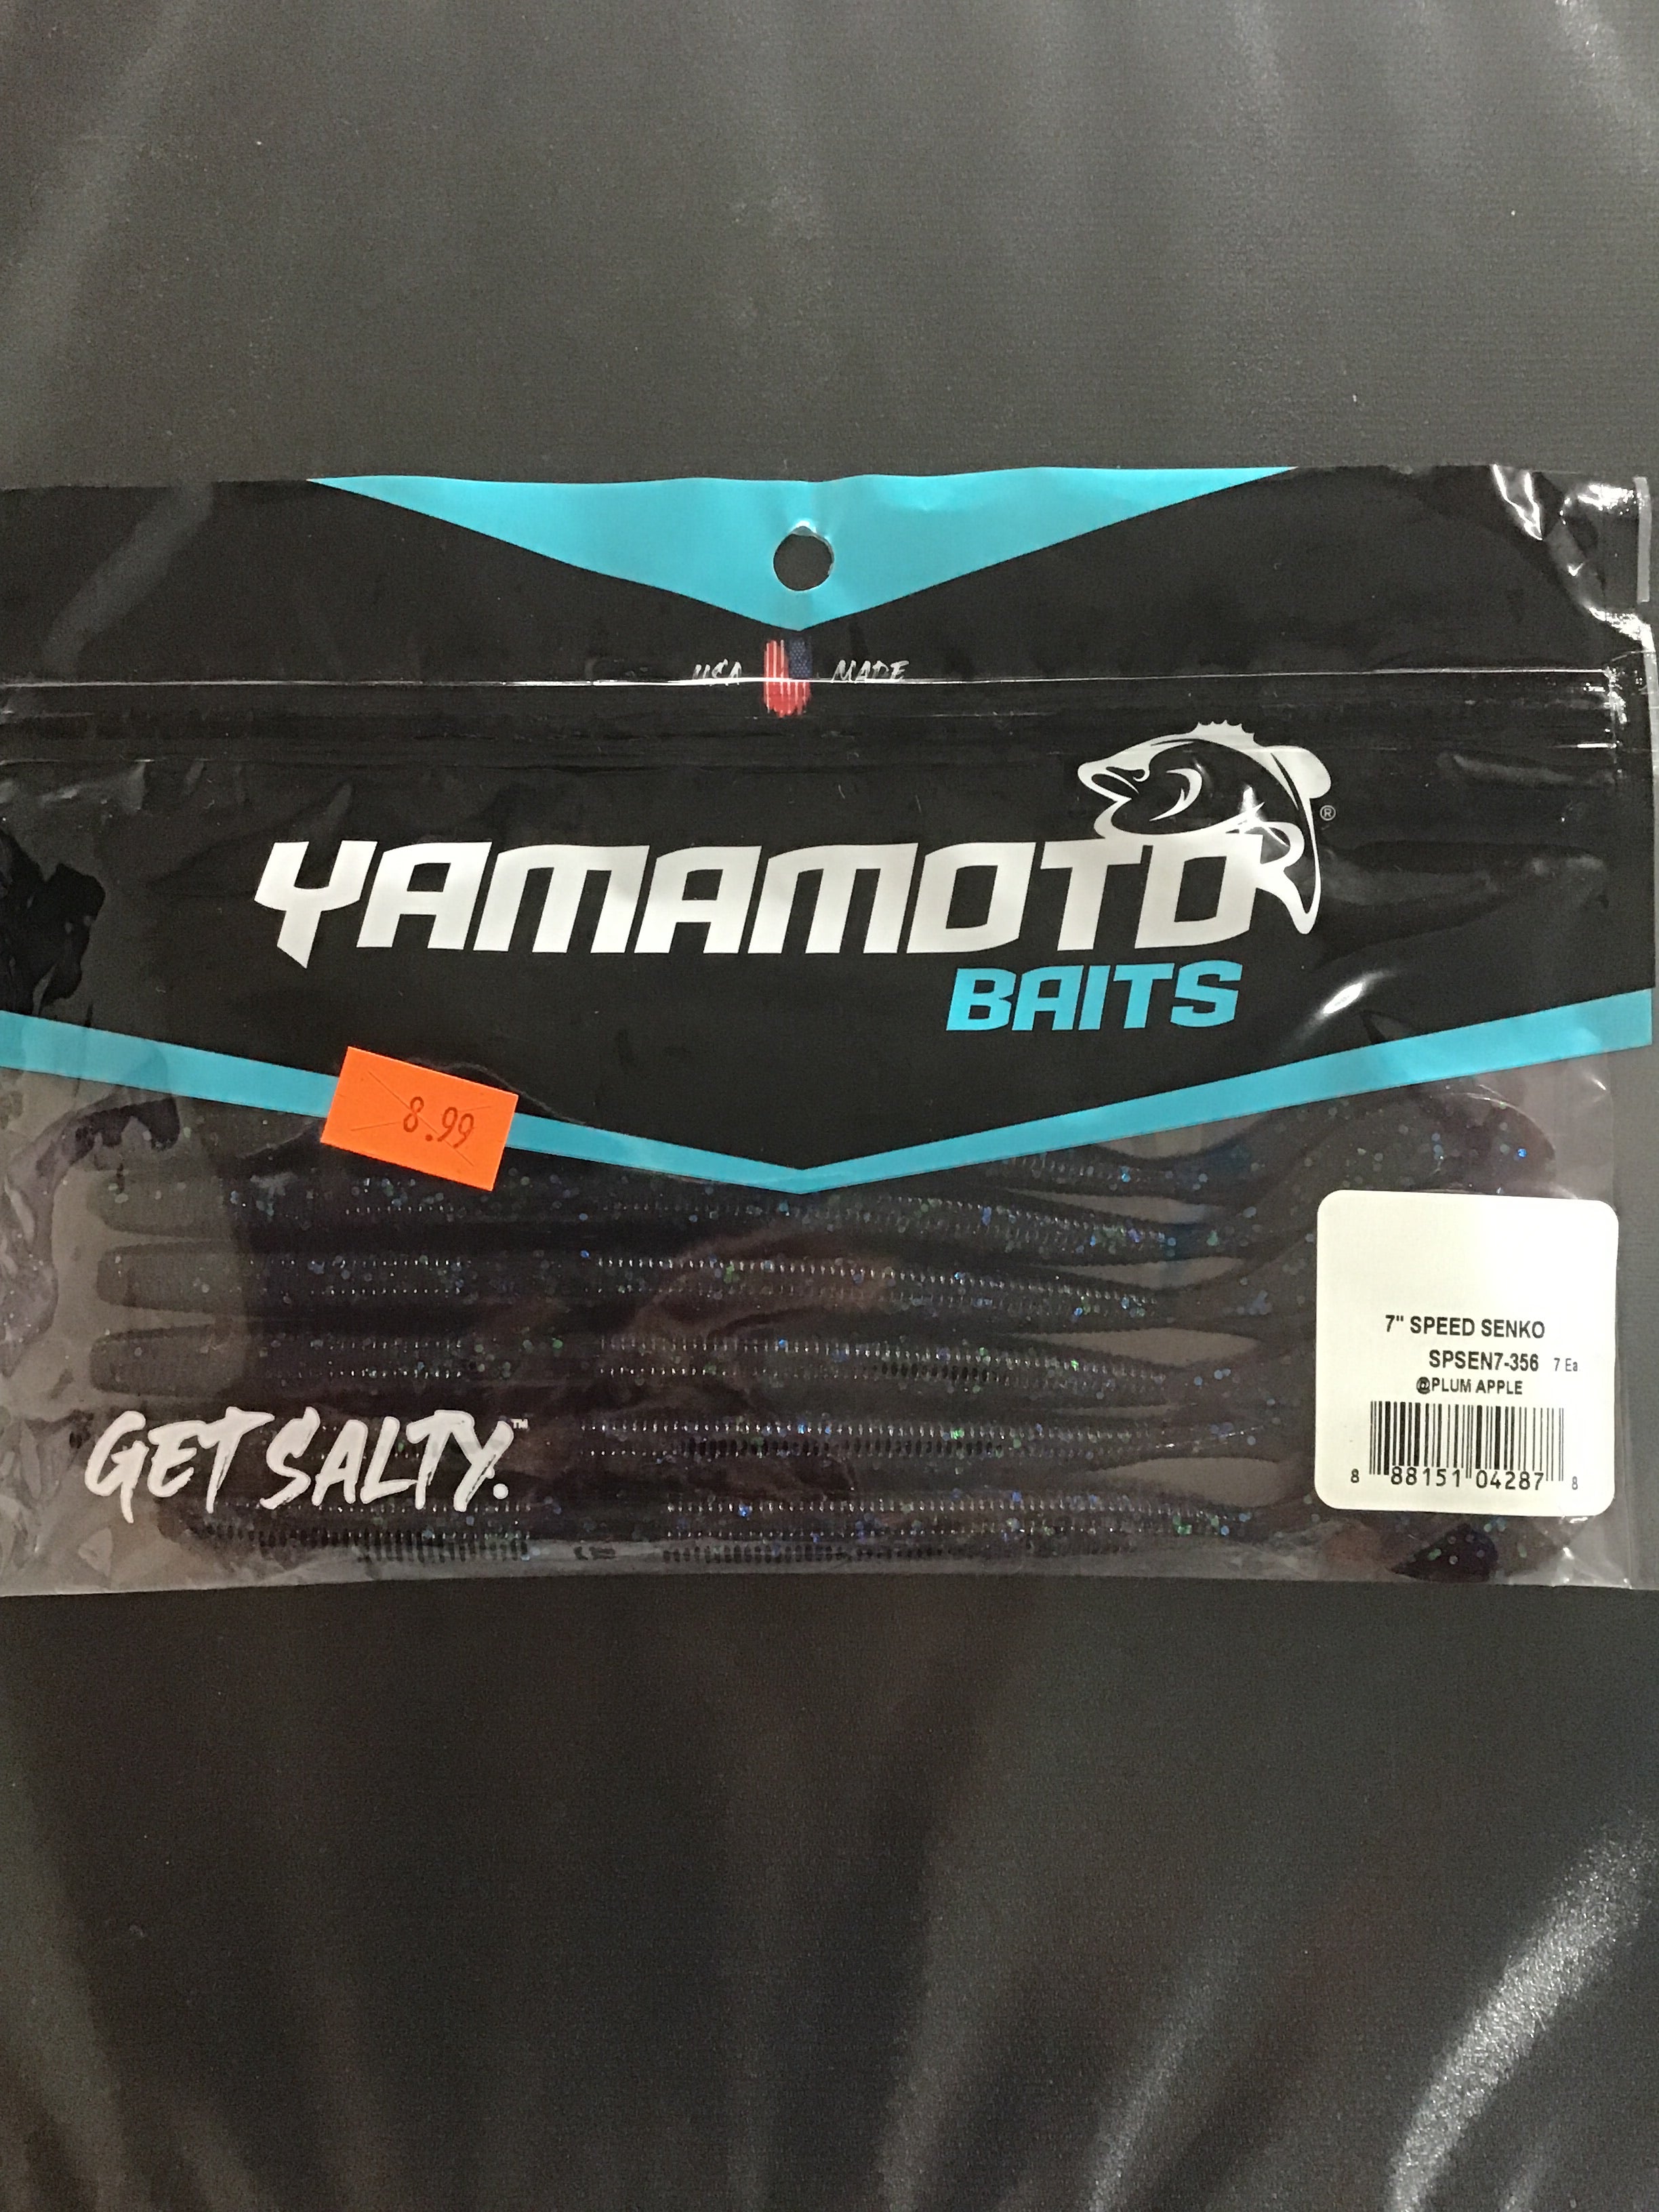 USA MADE
YAMAMOTO ®
BAITS
8.99
7" SPEED SENKO
SPSEN7-356 7 Ea
@PLUM APPLE
8 88151 04287 8
GET SALTY.™